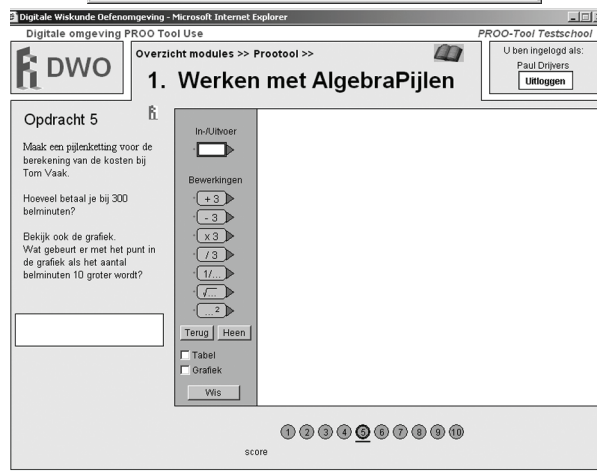 Digitale Wiskunde Oefenomgeving - Microsoft Internet Explorer
Digitale omgeving PROO Tool Use
PROO-Tool Testschool
DWO
Overzicht modules >> Prootool >>
1. Werken met AlgebraPijlen
U ben ingelogd als:
Paul Drijvers
Uitloggen
Opdracht 5
Maak een pijlenketting voor de
berekening van de kosten bij
Tom Vaak.
Hoeveel betaal je bij 300
belminuten?
Bekijk ook de grafiek.
Wat gebeurt er met het punt in
de grafiek als het aantal
belminuten 10 groter wordt?
In-/Uitvoer
Bewerkingen
+ 3
- 3
x 3
/ 3
1/...
√...
...²
Terug Heen
Tabel
Grafiek
Wis
1 2 3 4 5 6 7 8 9 10
score